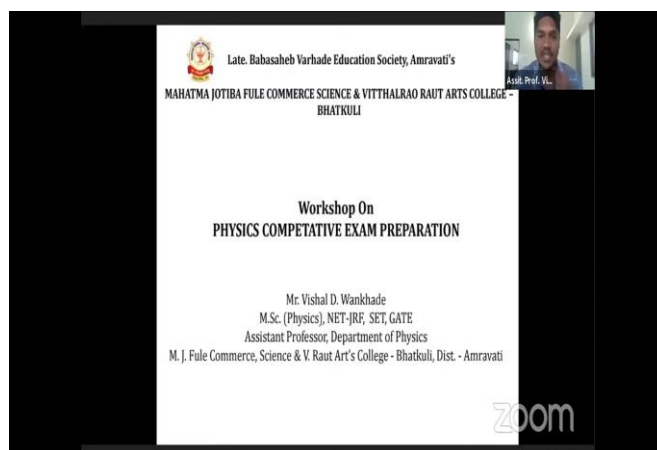 Late. Babasaheb Varhade Education Society, Amravati's
MAHATMA JOTIBA FULE COMMERCE SCIENCE & VITTHALRAO RAUT ARTS COLLEGE –
BHATKULI
Assit. Prof. Vi...
Workshop On
PHYSICS COMPETATIVE EXAM PREPARATION
Mr. Vishal D. Wankhade
M.Sc. (Physics), NET-JRF, SET, GATE
Assistant Professor, Department of Physics
M. J. Fule Commerce, Science & V. Raut Art's College - Bhatkuli, Dist. - Amravati
zoom